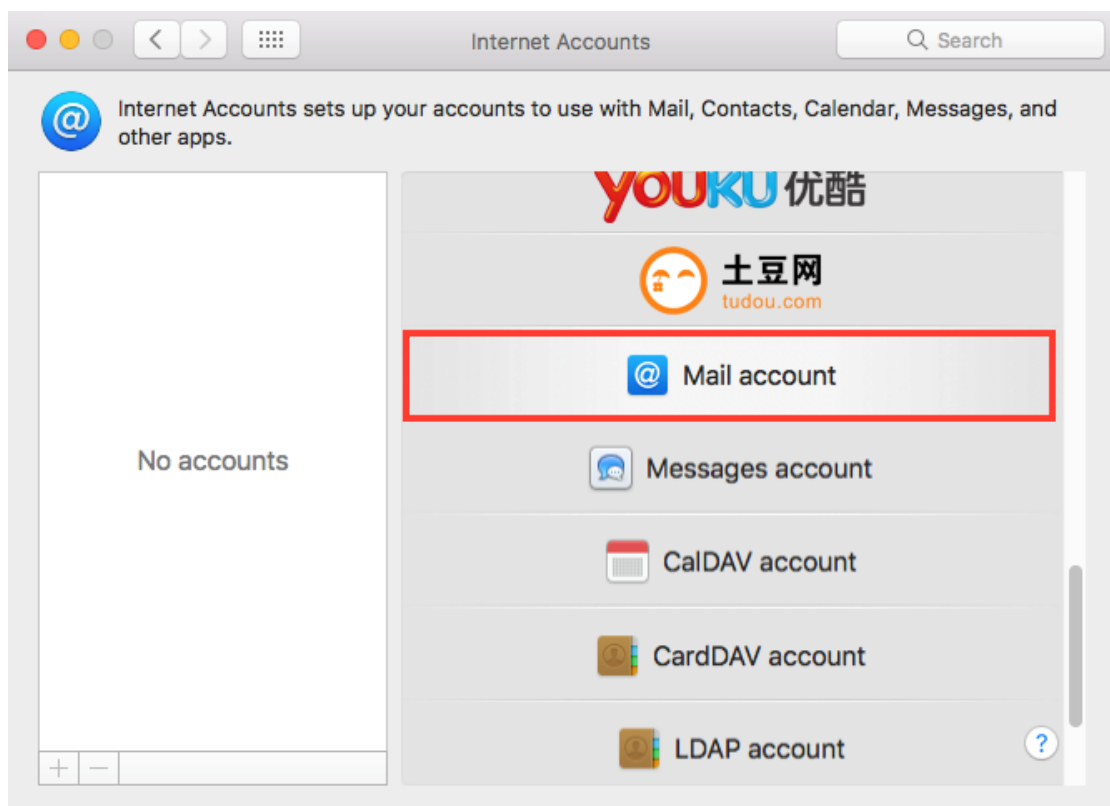 Internet Accounts
Search
Internet Accounts sets up your accounts to use with Mail, Contacts, Calendar, Messages, and
other apps.
No accounts
YOUKU 优酷
土豆网
tudou.com
@ Mail account
Messages account
CalDAV account
CardDAV account
LDAP account
?